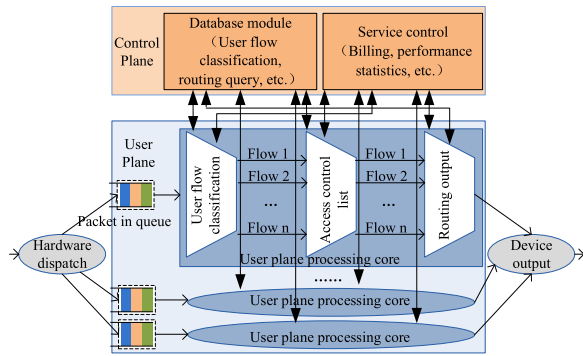 Control
Plane
Database module
（User flow
classification,
routing query, etc.）
Service control
（Billing, performance
statistics, etc.）
User
Plane
Packet in queue
Hardware
dispatch
User flow
classification
Flow 1
Flow 2
...
Flow n
Access control
list
Flow 1
Flow 2
...
Flow n
Routing output
User plane processing core
......
User plane processing core
User plane processing core
Device
output